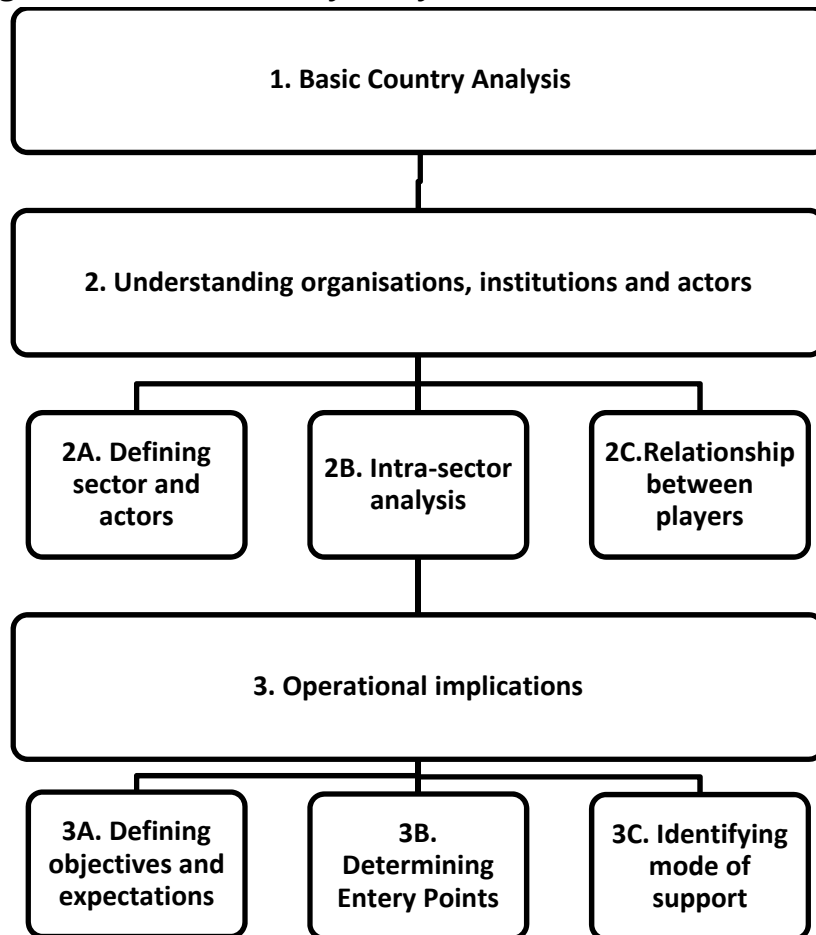 1. Basic Country Analysis
2. Understanding organisations, institutions and actors
2A. Defining
sector and
actors
2B. Intra-sector
analysis
2C.Relationship
between
players
3. Operational implications
3A. Defining
objectives and
expectations
3B.
Determining
Entery Points
3C. Identifying
mode of
support